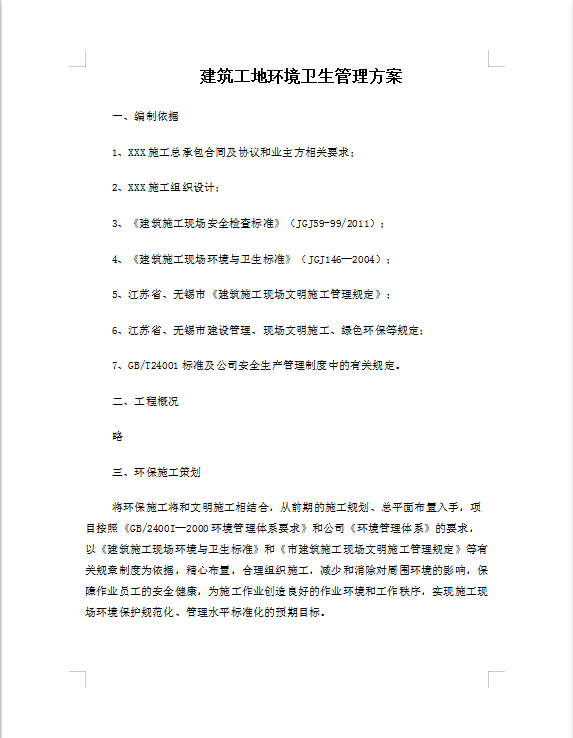 建筑工地环境卫生管理方案
一、编制依据
1、XXX施工总承包合同及协议和业主方相关要求；
2、XXX施工组织设计；
3、《建筑施工现场安全检查标准》（JGJ59-99/2011）；
4、《建筑施工现场环境与卫生标准》（JGJ146—2004）；
5、江苏省、无锡市《建筑施工现场文明施工管理规定》；
6、江苏省、无锡市建设管理、现场文明施工、绿色环保等规定；
7、GB/T24001标准及公司安全生产管理制度中的有关规定。
二、工程概况
略
三、环保施工策划
将环保施工将和文明施工相结合，从前期的施工规划、总平面布置入手，项
目按照《GB/2400I—2000环境管理体系要求》和公司《环境管理体系》的要求，
以《建筑施工现场环境与卫生标准》和《市建筑施工现场文明施工管理规定》等有
关规章制度为依据，精心布置，合理组织施工，减少和消除对周围环境的影响，保
障作业员工的安全健康，为施工作业创造良好的作业环境和工作秩序，实现施工现
场环境保护规范化、管理水平标准化的预期目标。